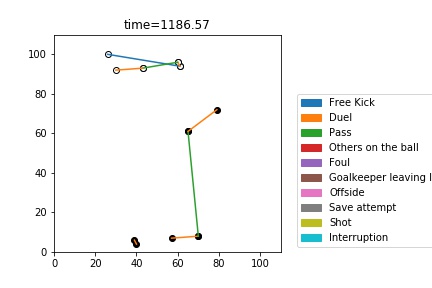 time=1186.57
100
80
60
40
20
0
0 20 40 60 80 100
Free Kick
Duel
Pass
Others on the ball
Foul
Goalkeeper leaving l
Offside
Save attempt
Shot
Interruption